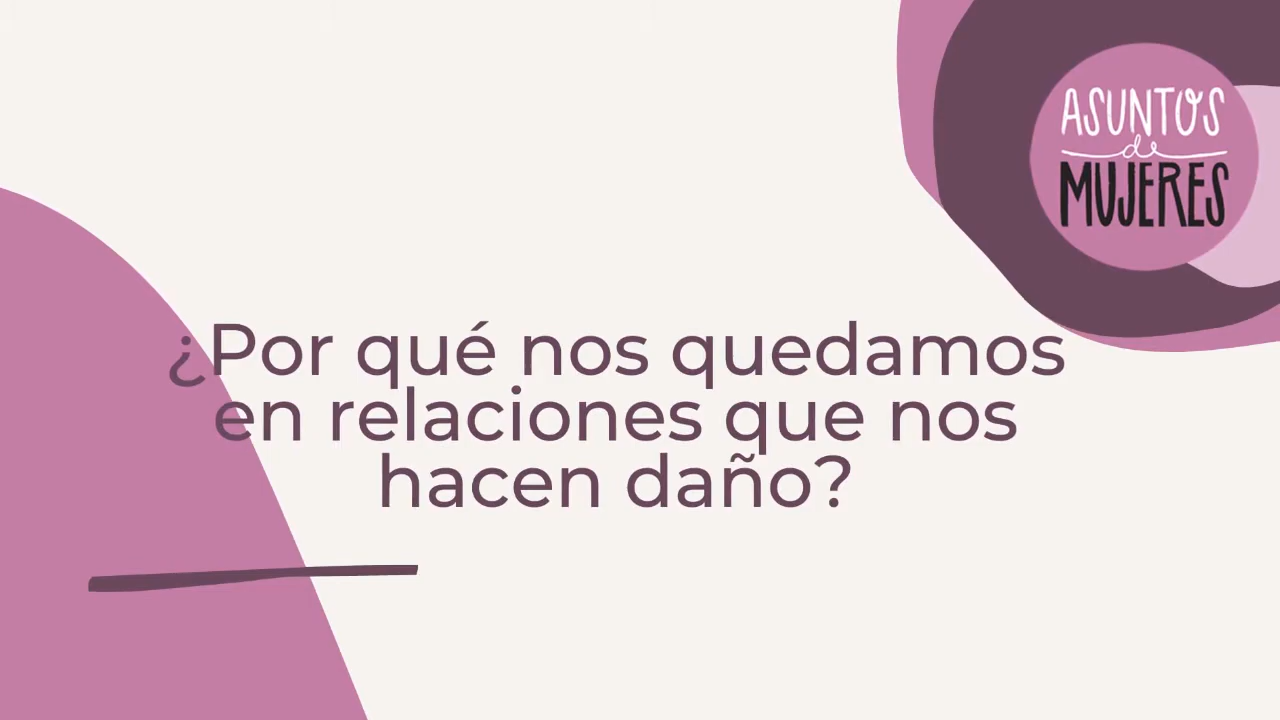 ASUNTOS
de
MUJERES
¿Por qué nos quedamos
en relaciones que nos
hacen daño?